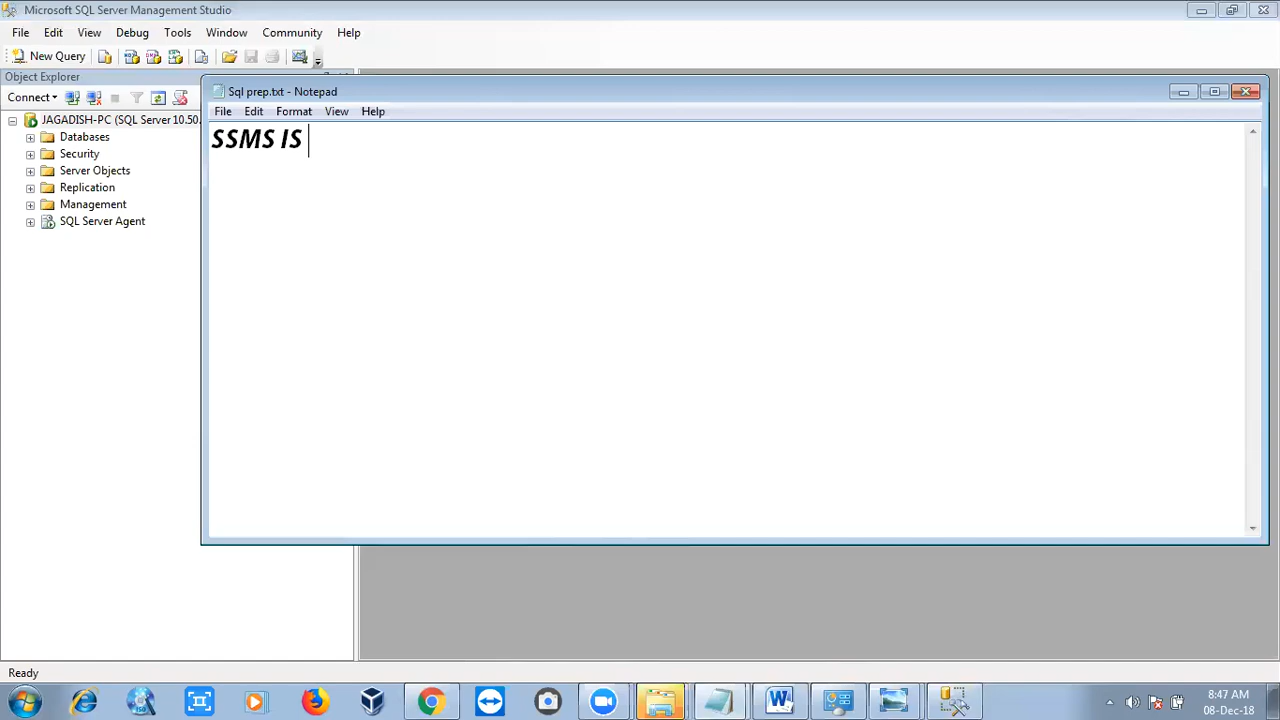 Microsoft SQL Server Management Studio
File Edit View Debug Tools Window Community Help
New Query
Object Explorer
Connect
JAGADISH-PC (SQL Server 10.50.
Databases
Security
Server Objects
Replication
Management
SQL Server Agent
Sql prep.txt - Notepad
File Edit Format View Help
SSMS IS
Ready
8:47 AM
08-Dec-18